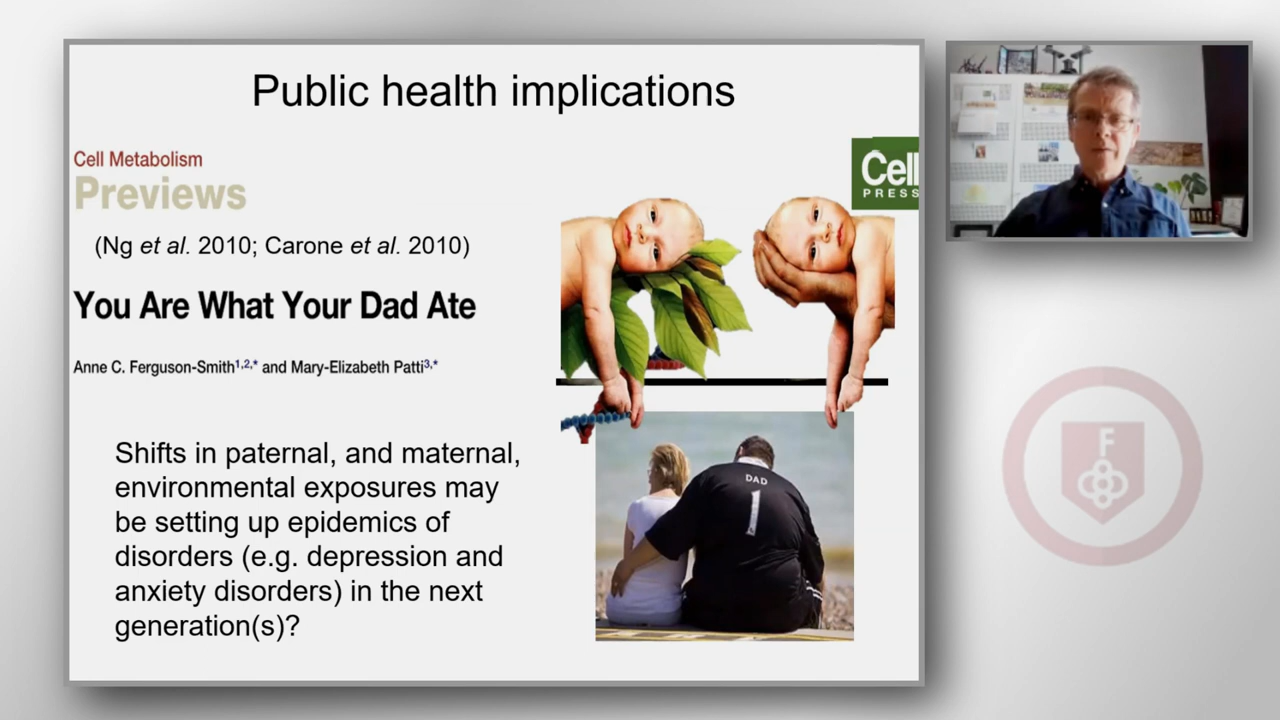 Public health implications
Cell Metabolism
Previews
Cell
PRESS
(Ng et al. 2010; Carone et al. 2010)
You Are What Your Dad Ate
Anne C. Ferguson-Smith1,2,* and Mary-Elizabeth Patti3,*
Shifts in paternal, and maternal,
environmental exposures may
be setting up epidemics of
disorders (e.g. depression and
anxiety disorders) in the next
generation(s)?
DAD
1
F